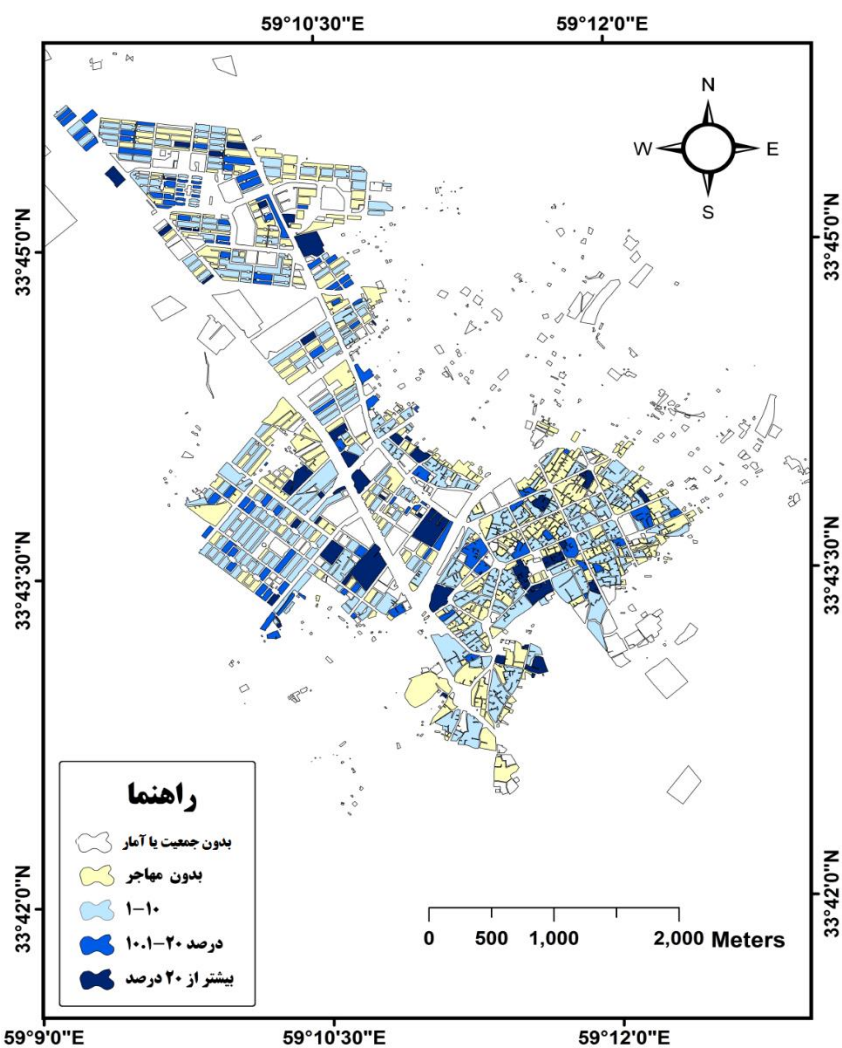 59°10'30"E
59°12'0"E
N
W
E
S
33°45'0"N
33°45'0"N
33°43'30"N
33°43'30"N
33°42'0"N
33°42'0"N
راهنما
بدون جمعیت یا آمار
بدون مهاجر
۱-۱۰
۱۰.۱-۲۰ درصد
بیشتر از ۲۰ درصد
0 500 1,000 2,000 Meters
59°9'0"E
59°10'30"E
59°12'0"E